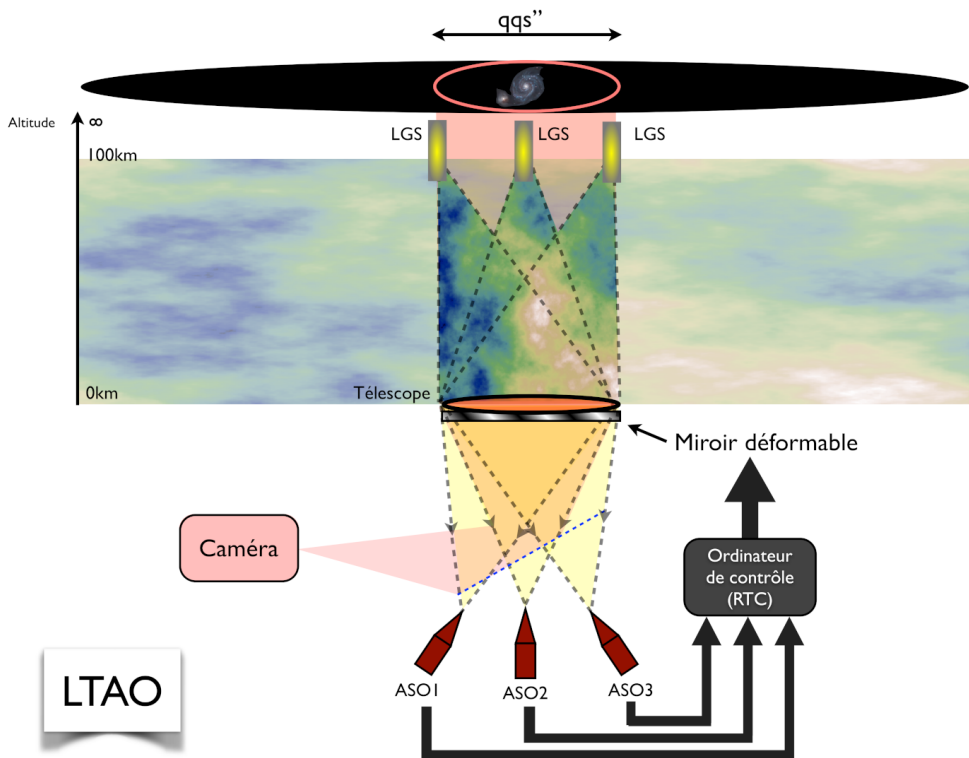 qqs”
Altitude
∞
LGS
LGS
LGS
100km
0km
Télescope
Miroir déformable
Caméra
Ordinateur
de contrôle
(RTC)
ASO1
ASO2
ASO3
LTAO